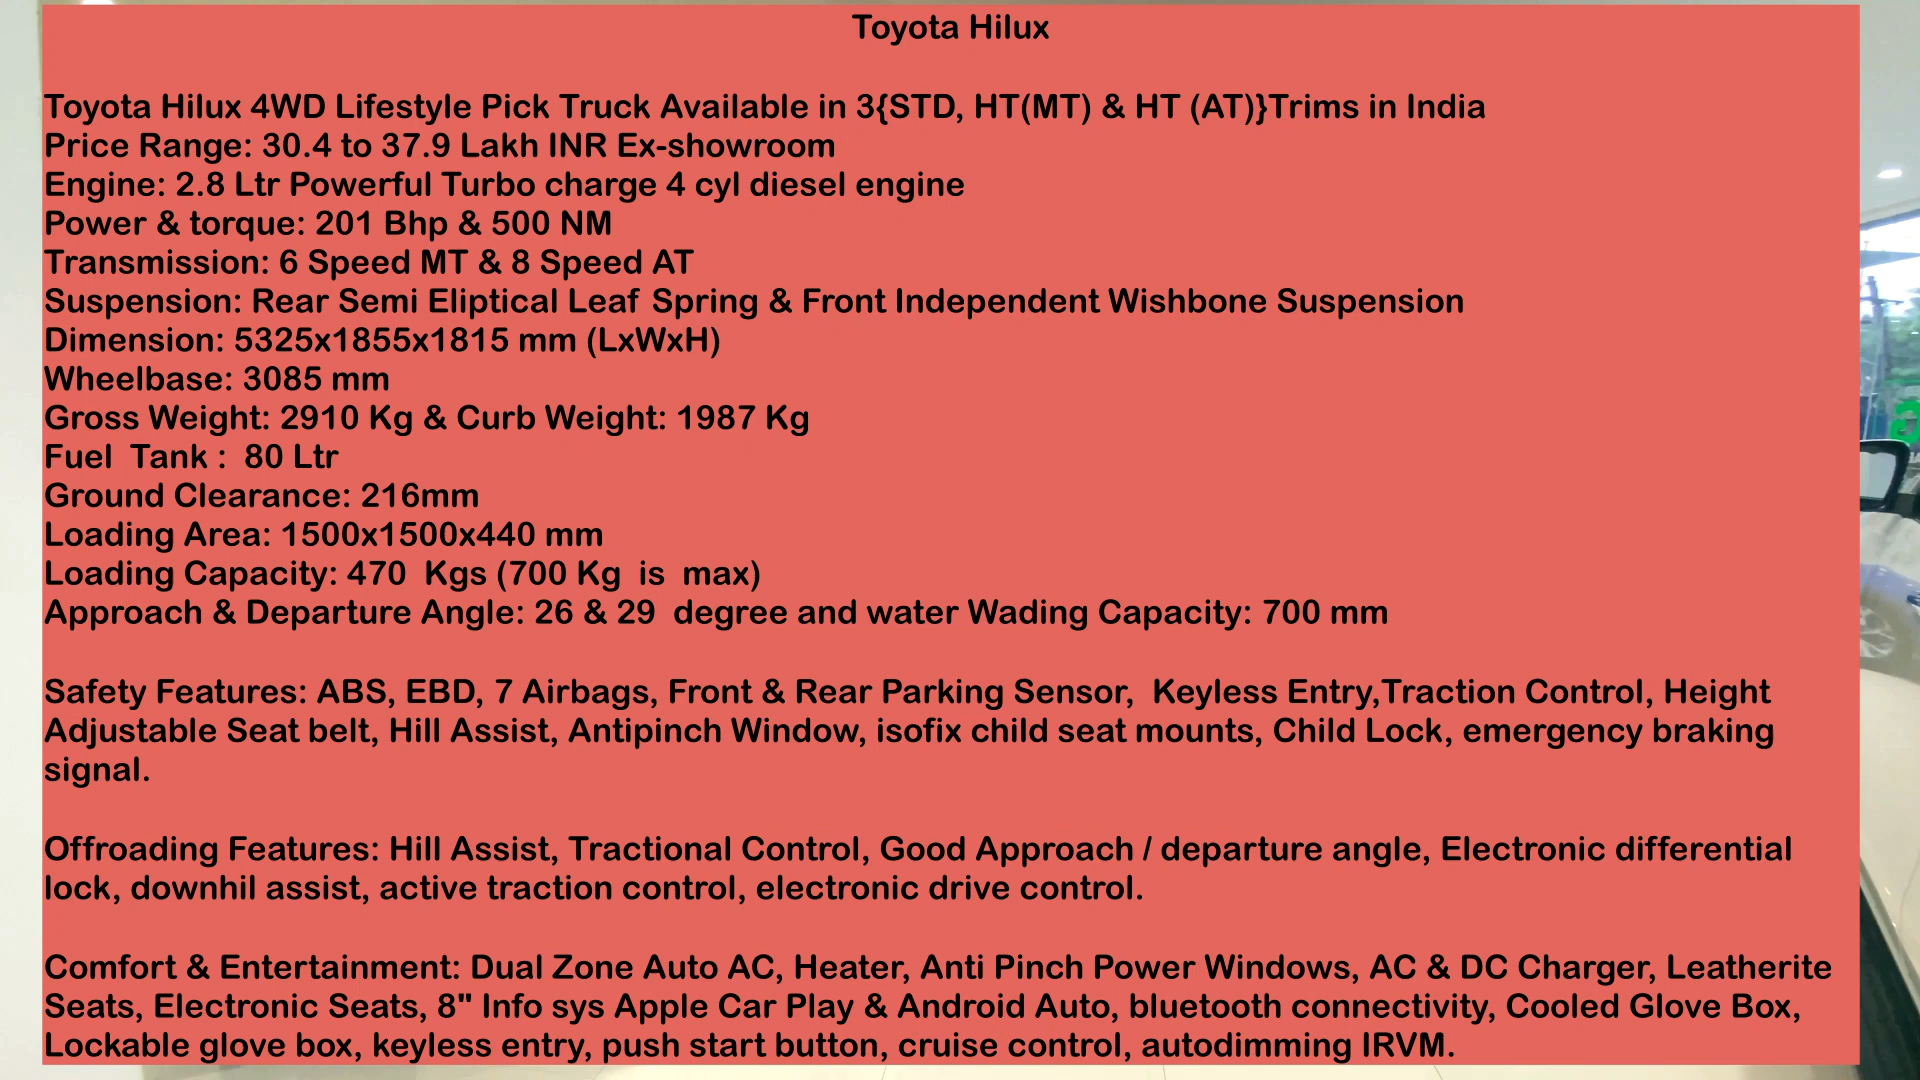 Toyota Hilux
Toyota Hilux 4WD Lifestyle Pick Truck Available in 3{STD, HT(MT) & HT (AT)}Trims in India
Price Range: 30.4 to 37.9 Lakh INR Ex-showroom
Engine: 2.8 Ltr Powerful Turbo charge 4 cyl diesel engine
Power & torque: 201 Bhp & 500 NM
Transmission: 6 Speed MT & 8 Speed AT
Suspension: Rear Semi Eliptical Leaf Spring & Front Independent Wishbone Suspension
Dimension: 5325x1855x1815 mm (LxWxH)
Wheelbase: 3085 mm
Gross Weight: 2910 Kg & Curb Weight: 1987 Kg
Fuel Tank : 80 Ltr
Ground Clearance: 216mm
Loading Area: 1500x1500x440 mm
Loading Capacity: 470 Kgs (700 Kg is max)
Approach & Departure Angle: 26 & 29 degree and water Wading Capacity: 700 mm
Safety Features: ABS, EBD, 7 Airbags, Front & Rear Parking Sensor, Keyless Entry,Traction Control, Height
Adjustable Seat belt, Hill Assist, Antipinch Window, isofix child seat mounts, Child Lock, emergency braking
signal.
Offroading Features: Hill Assist, Tractional Control, Good Approach / departure angle, Electronic differential
lock, downhil assist, active traction control, electronic drive control.
Comfort & Entertainment: Dual Zone Auto AC, Heater, Anti Pinch Power Windows, AC & DC Charger, Leatherite
Seats, Electronic Seats, 8" Info sys Apple Car Play & Android Auto, bluetooth connectivity, Cooled Glove Box,
Lockable glove box, keyless entry, push start button, cruise control, autodimming IRVM.